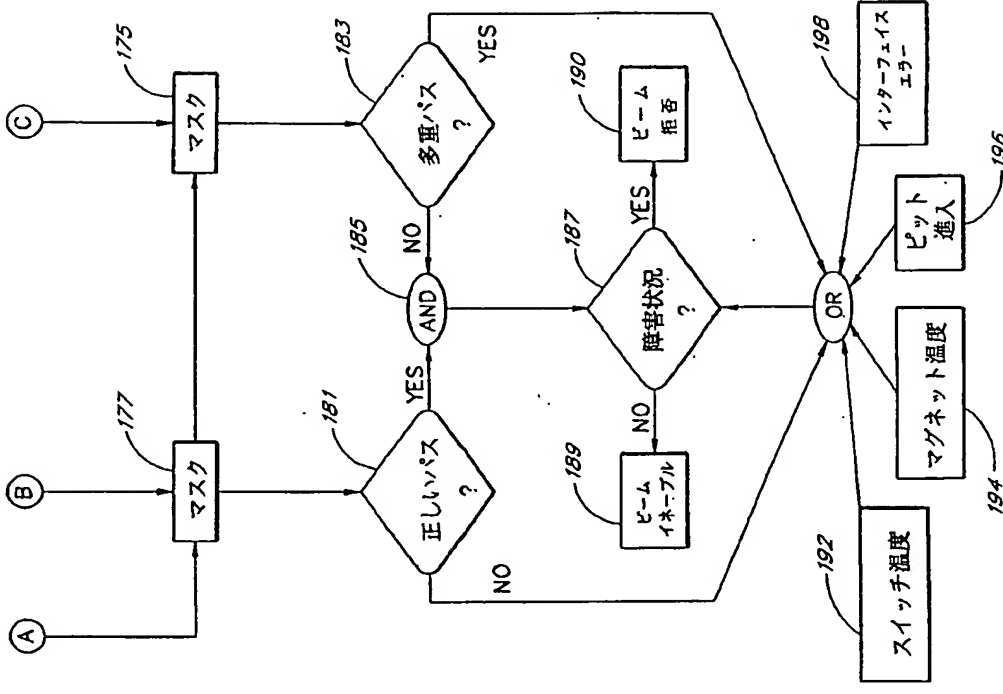 A
B
C
177
マスク
175
マスク
181
正しいパス
?
183
多重パス
?
185
AND
YES
NO
NO
YES
187
障害状況
?
NO
YES
189
ビーム
イネーブル
190
ビーム
拒否
OR
192
スイッチ温度
194
マグネット温度
196
ピット
進入
198
インターフェイス
エラー